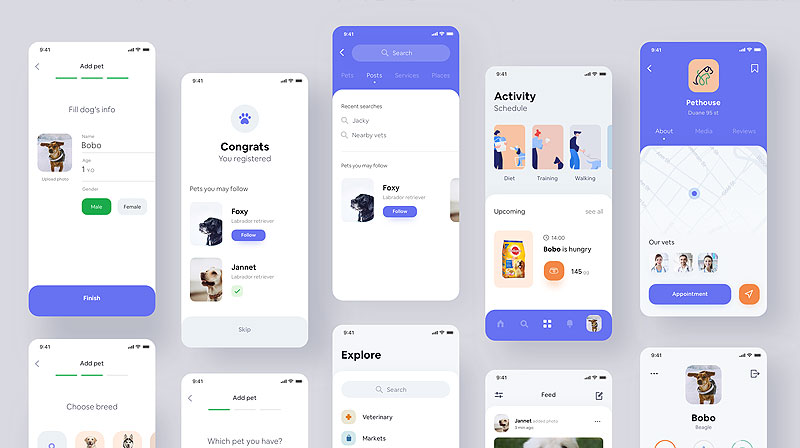 9:41
Add pet
Fill dog's info
Name
Bobo
Upload photo
Age
1 Y.O
Gender
Male
Female
Finish
9:41
Congrats
You registered
Pets you may follow
Foxy
Labrador retriever
Follow
Jannet
Labrador retriever
Skip
9:41
Search
Pets Posts Services Places
Recent searches
Jacky
Nearby vets
Pets you may follow
Foxy
Labrador retriever
Follow
9:41
Activity
Schedule
Diet Training Walking
Upcoming see all
14:00
Bobo is hungry
145
9:41
Pethouse
Duane 95 st
About Media Reviews
Our vets
Appointment
9:41
Add pet
Choose breed
9:41
Add pet
Which pet you have?
9:41
Explore
Search
Veterinary
Markets
9:41
Feed
Jannet added photo
3 min ago
9:41
Bobo
Beagle